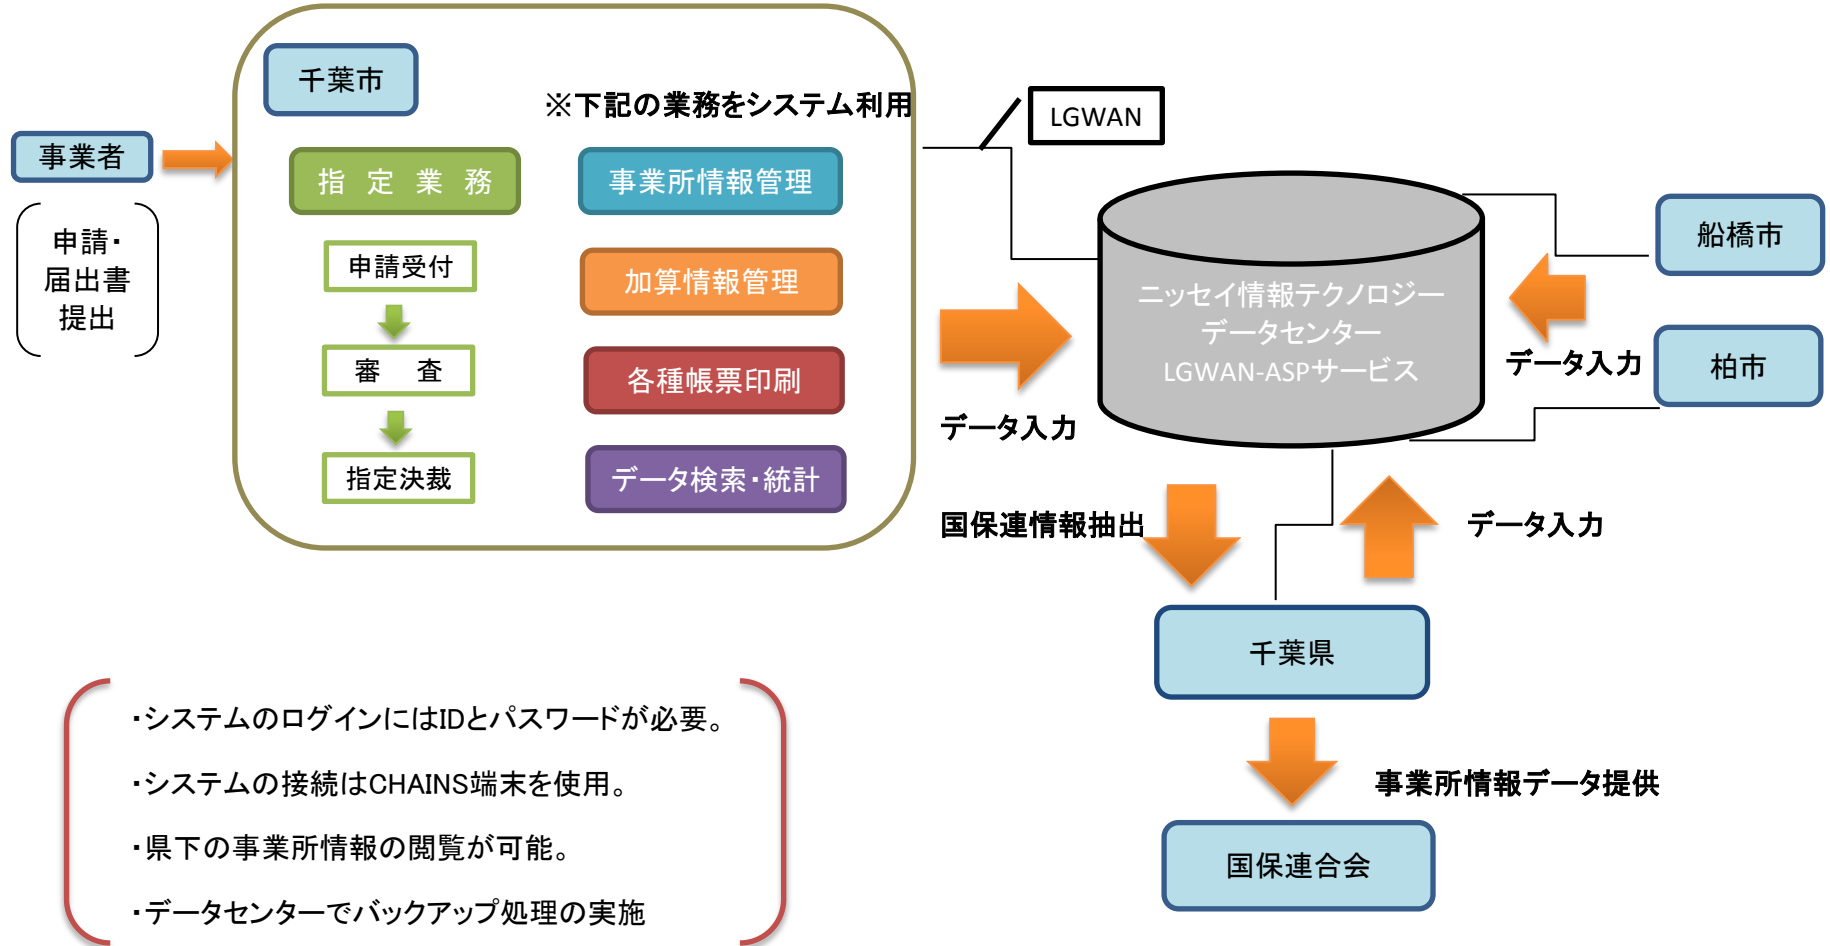 千葉市
※下記の業務をシステム利用
LGWAN
事業者
指 定 業 務
事業所情報管理
申請・
届出書
提出
申請受付
加算情報管理
審 査
各種帳票印刷
指定決裁
データ検索・統計
データ入力
ニッセイ情報テクノロジー
データセンター
LGWAN-ASPサービス
船橋市
データ入力
柏市
国保連情報抽出
データ入力
千葉県
事業所情報データ提供
国保連合会
・システムのログインにはIDとパスワードが必要。
・システムの接続はCHAINS端末を使用。
・県下の事業所情報の閲覧が可能。
・データセンターでバックアップ処理の実施